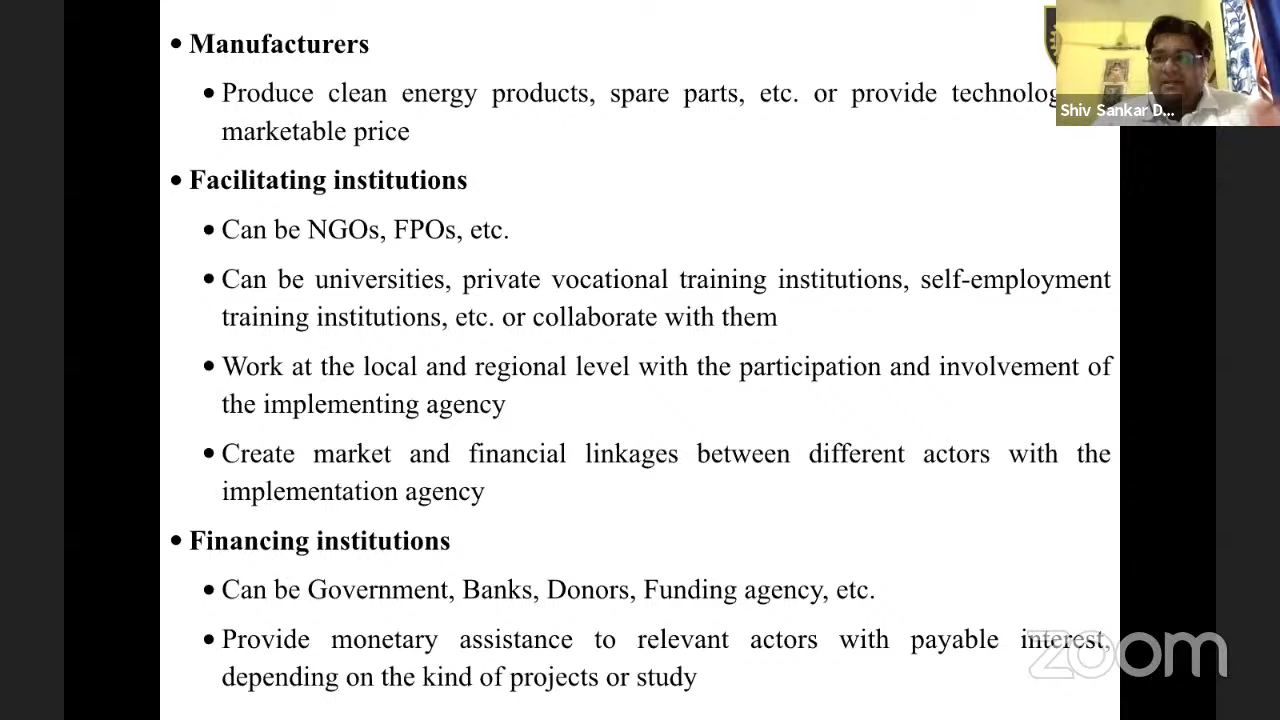 • Manufacturers
• Produce clean energy products, spare parts, etc. or provide
marketable price
• Facilitating institutions
• Can be NGOs, FPOs, etc.
• Can be universities, private vocational training institutions, self-employment
training institutions, etc. or collaborate with them
• Work at the local and regional level with the participation and involvement of
the implementing agency
• Create market and financial linkages between different actors with the
implementation agency
• Financing institutions
• Can be Government, Banks, Donors, Funding agency, etc.
• Provide monetary assistance to relevant actors with payable interest,
depending on the kind of projects or study
Shiv Sankar D...
zoom